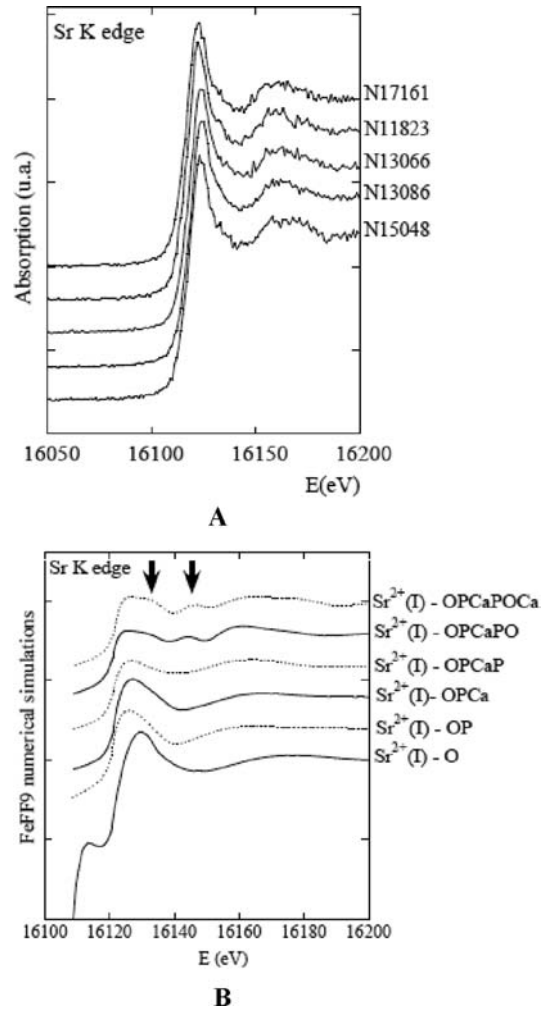 Sr K edge
Absorption (u.a.)
N17161
N11823
N13066
N13086
N15048
16050 16100 16150 16200
E(eV)
A
Sr K edge
FeFF9 numerical simulations
Sr²⁺(I) - OPCaPOCa
Sr²⁺(I) - OPCaPO
Sr²⁺(I) - OPCaP
Sr²⁺(I)- OPCa
Sr²⁺(I) - OP
Sr²⁺(I) - O
16100 16120 16140 16160 16180 16200
E (eV)
B